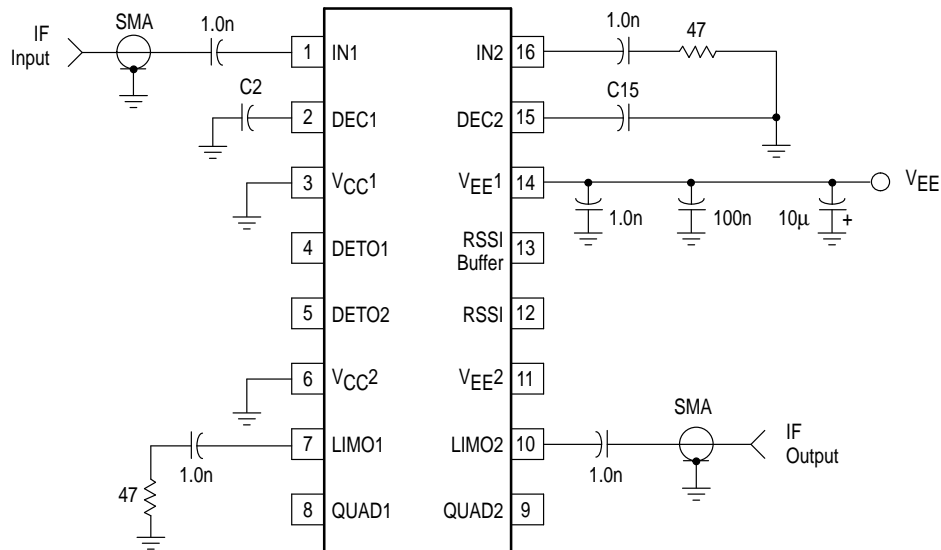 IF
Input
SMA
1.0n
1
IN1
IN2
16
1.0n
47
C2
2
DEC1
DEC2
15
C15
3
VCC1
VEE1
14
VEE
1.0n
100n
10µ
+
4
DETO1
RSSI
Buffer
13
5
DETO2
RSSI
12
6
VCC2
VEE2
11
7
LIMO1
LIMO2
10
SMA
IF
Output
1.0n
1.0n
47
8
QUAD1
QUAD2
9